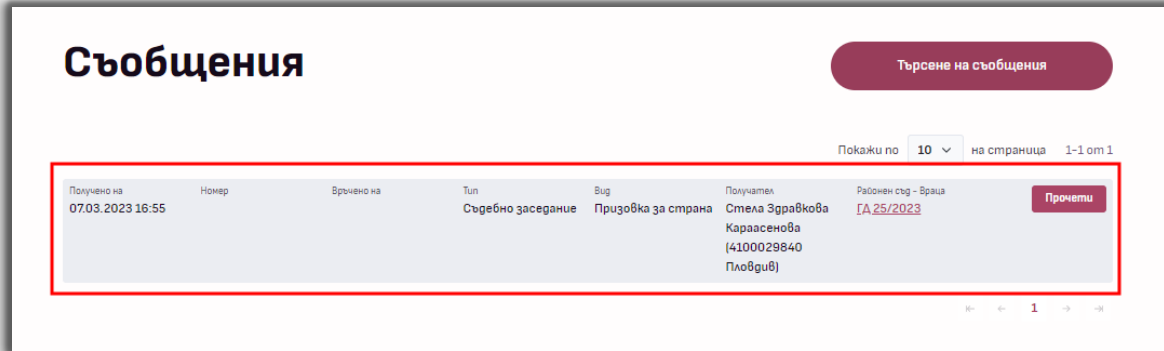 Съобщения
Търсене на съобщения
Покажи по 10 на страница 1-1 от 1
Получено на Номер Връчено на Тип Вид Получател Районен съд - Враца
07.03.2023 16:55 Съдебно заседание Призовка за страна Стела Здравкова ГД 25/2023 Прочети
Караасенова
(4100029840
Пловдив)
1